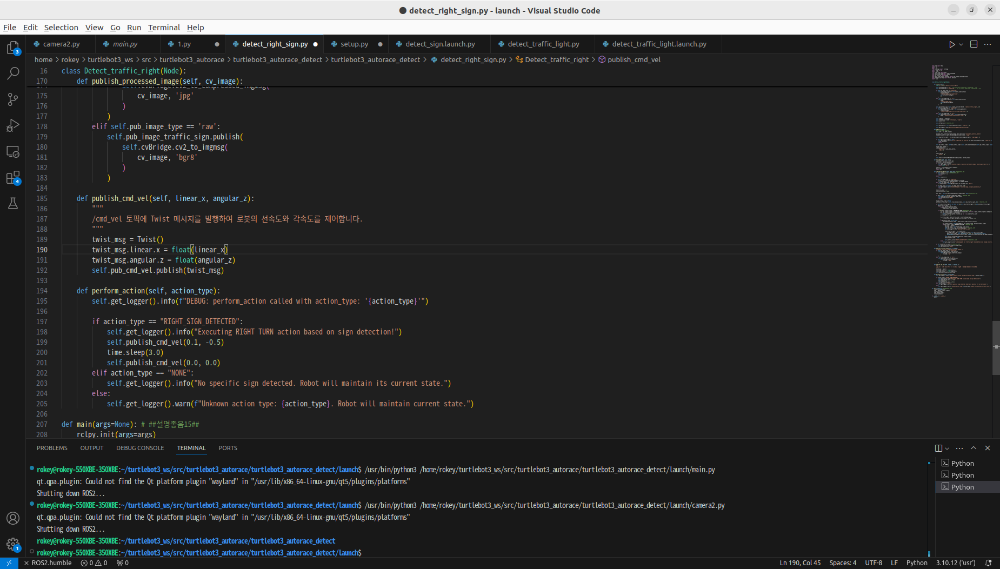 detect_right_sign.py - launch - Visual Studio Code
File Edit Selection View Go Run Terminal Help
camera2.py main.py 1.py detect_right_sign.py setup.py detect_sign.launch.py detect_traffic_light.py detect_traffic_light.launch.py
home > rokey > turtlebot3_ws > src > turtlebot3_autorace > turtlebot3_autorace_detect > turtlebot3_autorace_detect > detect_right_sign.py > Detect_traffic_right > publish_cmd_vel
16 class Detect_traffic_right(Node):
170 def publish_processed_image(self, cv_image):
174 self.cvBridge.cv2_to_compressed_imgmsg(
175 cv_image, 'jpg'
176 )
177 )
178 elif self.pub_image_type == 'raw':
179 self.pub_image_traffic_sign.publish(
180 self.cvBridge.cv2_to_imgmsg(
181 cv_image, 'bgr8'
182 )
183 )
184
185 def publish_cmd_vel(self, linear_x, angular_z):
186 """
187 /cmd_vel 토픽에 Twist 메시지를 발행하여 로봇의 선속도와 각속도를 제어합니다.
188 """
189 twist_msg = Twist()
190 twist_msg.linear.x = float(linear_x)
191 twist_msg.angular.z = float(angular_z)
192 self.pub_cmd_vel.publish(twist_msg)
193
194 def perform_action(self, action_type):
195 self.get_logger().info(f"DEBUG: perform_action called with action_type: '{action_type}'")
196
197 if action_type == "RIGHT_SIGN_DETECTED":
198 self.get_logger().info("Executing RIGHT TURN action based on sign detection!")
199 self.publish_cmd_vel(0.1, -0.5)
200 time.sleep(3.0)
201 self.publish_cmd_vel(0.0, 0.0)
202 elif action_type == "NONE":
203 self.get_logger().info("No specific sign detected. Robot will maintain its current state.")
204 else:
205 self.get_logger().warn(f"Unknown action type: {action_type}. Robot will maintain current state.")
206
207 def main(args=None): # ##설명좋음15##
208 rclpy.init(args=args)
PROBLEMS OUTPUT DEBUG CONSOLE TERMINAL PORTS
rokey@rokey-550XBE-350XBE:~/turtlebot3_ws/src/turtlebot3_autorace/turtlebot3_autorace_detect/launch$ /usr/bin/python3 /home/rokey/turtlebot3_ws/src/turtlebot3_autorace/turtlebot3_autorace_detect/launch/main.py
qt.qpa.plugin: Could not find the Qt platform plugin "wayland" in "/usr/lib/x86_64-linux-gnu/qt5/plugins/platforms"
Shutting down ROS2...
rokey@rokey-550XBE-350XBE:~/turtlebot3_ws/src/turtlebot3_autorace/turtlebot3_autorace_detect/launch$ /usr/bin/python3 /home/rokey/turtlebot3_ws/src/turtlebot3_autorace/turtlebot3_autorace_detect/launch/camera2.py
qt.qpa.plugin: Could not find the Qt platform plugin "wayland" in "/usr/lib/x86_64-linux-gnu/qt5/plugins/platforms"
Shutting down ROS2...
rokey@rokey-550XBE-350XBE:~/turtlebot3_ws/src/turtlebot3_autorace/turtlebot3_autorace_detect
rokey@rokey-550XBE-350XBE:~/turtlebot3_ws/src/turtlebot3_autorace/turtlebot3_autorace_detect/launch$
Python
Python
Python
3
4
1
ROS2.humble 0 0 0 Ln 190, Col 45 Spaces: 4 UTF-8 LF Python 3.10.12 ('usr')